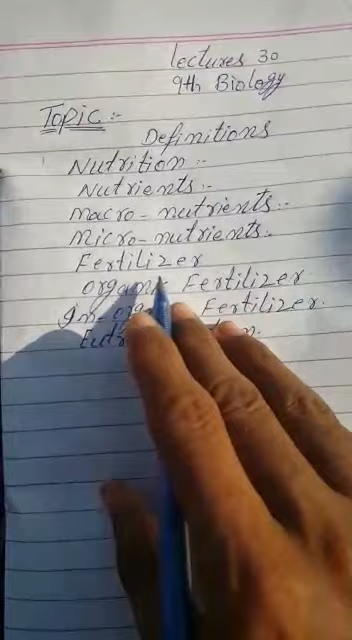 lectures 30
9th Biology
Topic :-
Definitions
Nutrition :-
Nutrients :-
Macro-nutrients :-
Micro-nutrients :-
Fertilizer
Fertilizer
Fertilizer.